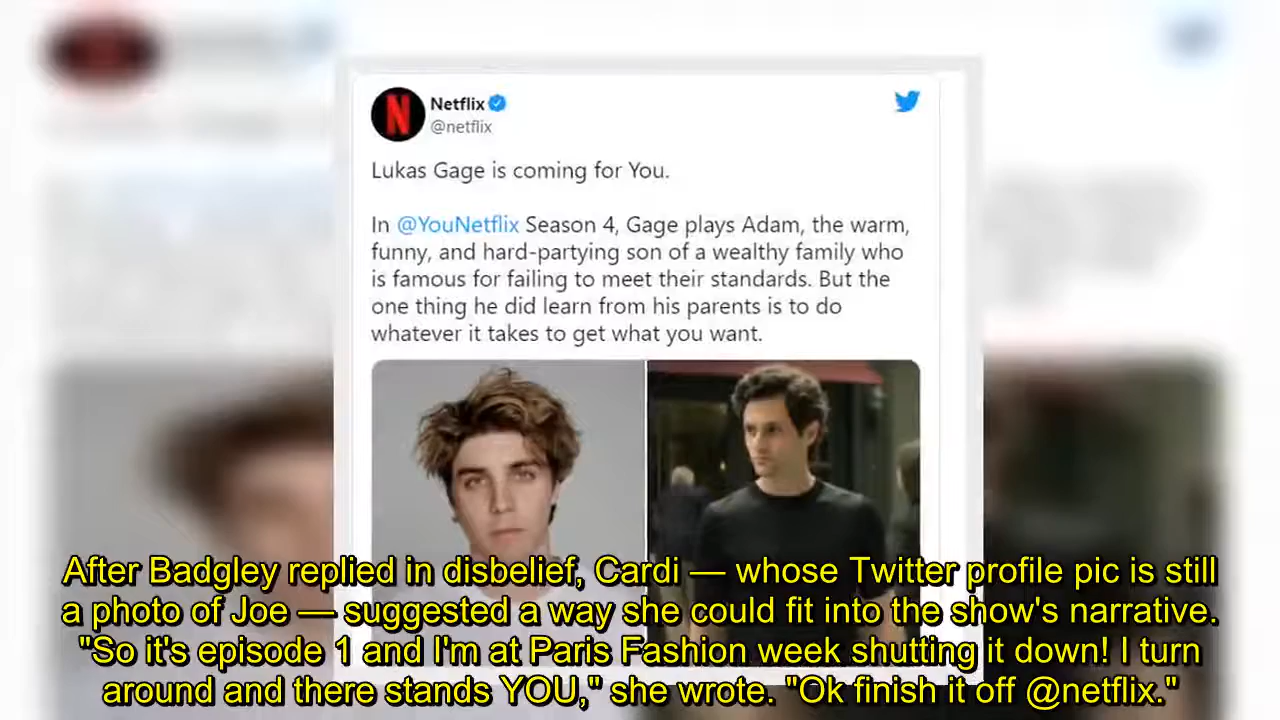 Netflix
@netflix
Lukas Gage is coming for You.
In @YouNetflix Season 4, Gage plays Adam, the warm,
funny, and hard-partying son of a wealthy family who
is famous for failing to meet their standards. But the
one thing he did learn from his parents is to do
whatever it takes to get what you want.
After Badgley replied in disbelief, Cardi — whose Twitter profile pic is still
a photo of Joe — suggested a way she could fit into the show's narrative.
"So it's episode 1 and I'm at Paris Fashion week shutting it down! I turn
around and there stands YOU," she wrote. "Ok finish it off @netflix."